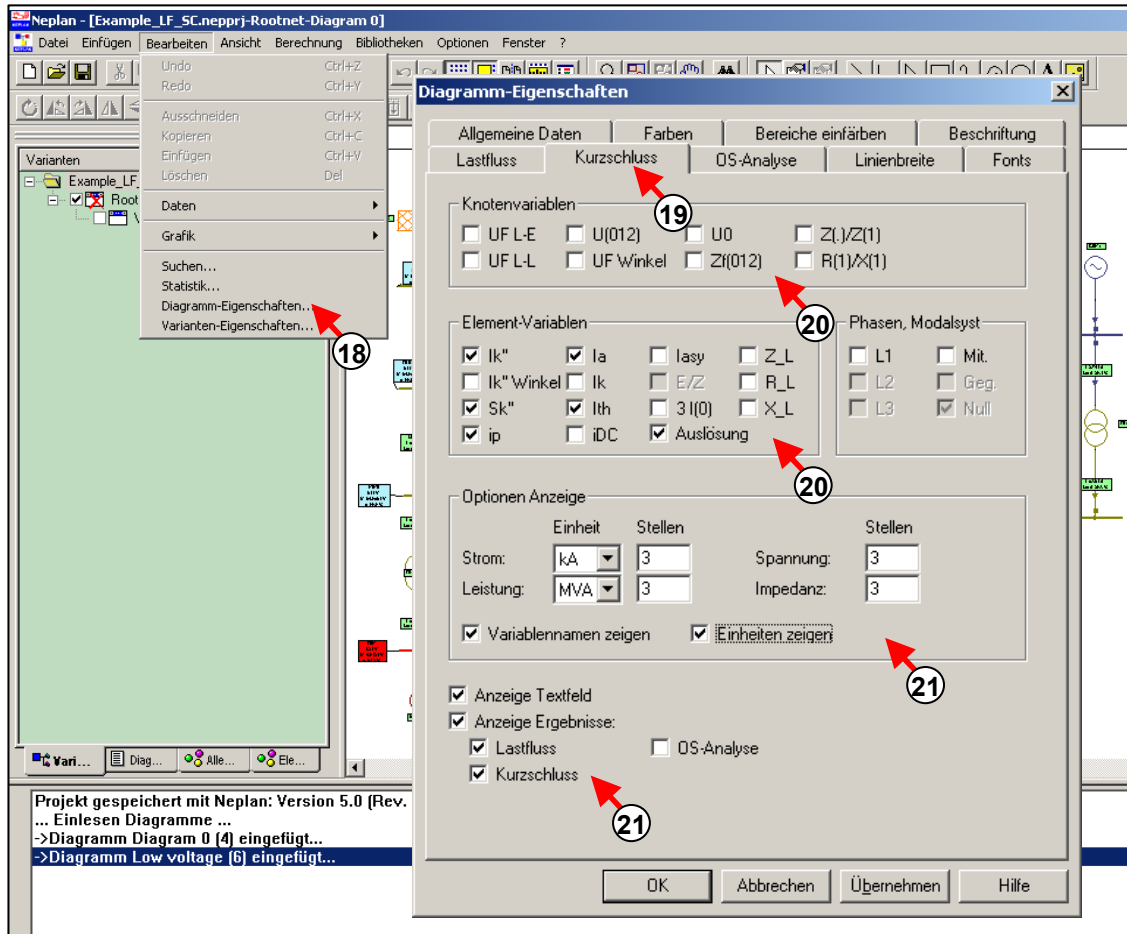 Neplan - [Example_LF_SC.nepprj-Rootnet-Diagram 0]
Datei Einfügen Bearbeiten Ansicht Berechnung Bibliotheken Optionen Fenster ?
Undo Ctrl+Z
Redo Ctrl+Y
Ausschneiden Ctrl+X
Kopieren Ctrl+C
Einfügen Ctrl+V
Löschen Del
Daten
Grafik
Suchen...
Statistik...
Diagramm-Eigenschaften...
Varianten-Eigenschaften...
18
Varianten
Example_LF
Root
Diagramm-Eigenschaften
Allgemeine Daten Farben Bereiche einfärben Beschriftung
Lastfluss Kurzschluss OS-Analyse Linienbreite Fonts
19
Knotenvariablen
UF L-E U(012) U0 Z(.)/Z(1)
UF L-L UF Winkel Zf(012) R(1)/X(1)
20
Element-Variablen
Ik" Ia Iasy Z_L
Ik" Winkel Ik E/Z R_L
Sk" Ith 3 I(0) X_L
ip iDC Auslösung
20
Phasen, Modalsyst
L1 Mit.
L2 Geg.
L3 Null
Optionen Anzeige
Einheit Stellen Stellen
Strom: kA 3 Spannung: 3
Leistung: MVA 3 Impedanz: 3
Variablennamen zeigen Einheiten zeigen
21
Anzeige Textfeld
Anzeige Ergebnisse:
Lastfluss OS-Analyse
Kurzschluss
21
OK Abbrechen Übernehmen Hilfe
Vari... Diag... Alle... Ele...
Projekt gespeichert mit Neplan: Version 5.0 (Rev.
... Einlesen Diagramme ...
->Diagramm Diagram 0 (4) eingefügt...
->Diagramm Low voltage (6) eingefügt...